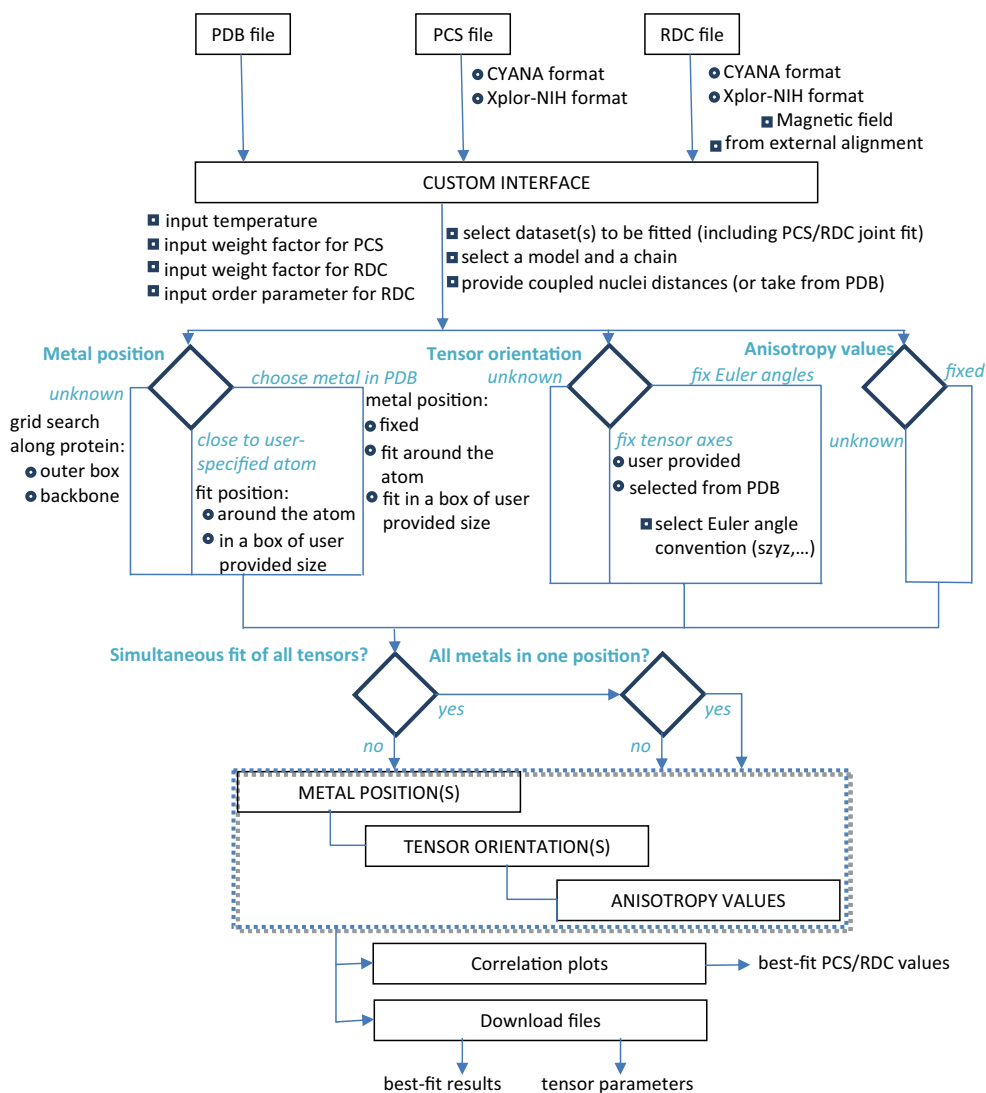 PDB file
PCS file
RDC file
CYANA format
Xplor-NIH format
CYANA format
Xplor-NIH format
Magnetic field
from external alignment
CUSTOM INTERFACE
input temperature
input weight factor for PCS
input weight factor for RDC
input order parameter for RDC
select dataset(s) to be fitted (including PCS/RDC joint fit)
select a model and a chain
provide coupled nuclei distances (or take from PDB)
Metal position
unknown
choose metal in PDB
grid search
along protein:
outer box
backbone
close to user-
specified atom
fit position:
around the atom
in a box of user
provided size
metal position:
fixed
fit around the
atom
fit in a box of user
provided size
Tensor orientation
unknown
fix Euler angles
fix tensor axes
user provided
selected from PDB
select Euler angle
convention (szyz,...)
Anisotropy values
fixed
unknown
Simultaneous fit of all tensors?
yes
no
All metals in one position?
yes
no
METAL POSITION(S)
TENSOR ORIENTATION(S)
ANISOTROPY VALUES
Correlation plots
best-fit PCS/RDC values
Download files
best-fit results
tensor parameters